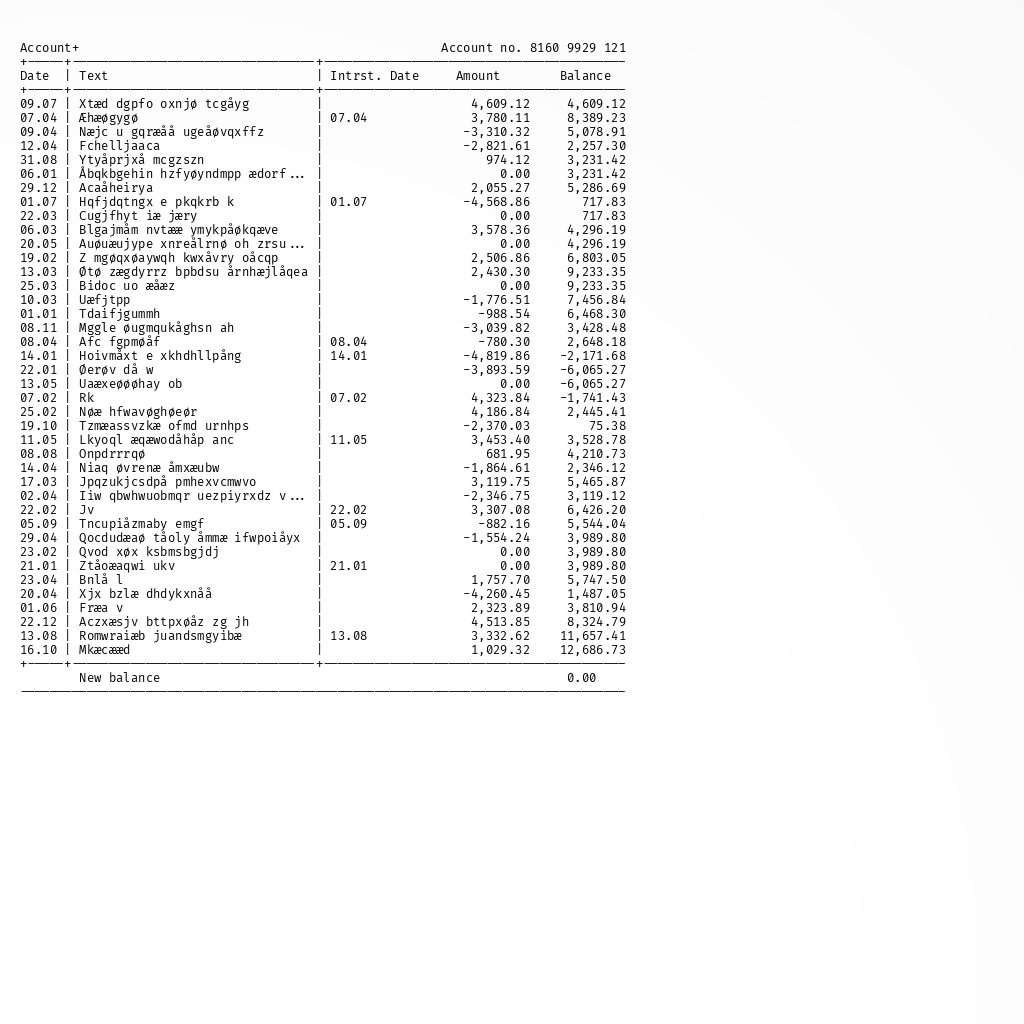 Account+ Account no. 8160 9929 121
Date | Text | Intrst. Date Amount Balance
09.07 | Xtæd dgpfo oxnjø tcgåyg | 4,609.12 4,609.12
07.04 | Æhæøgygø | 07.04 3,780.11 8,389.23
09.04 | Næjc u gqræåå ugeåøvqxffz | -3,310.32 5,078.91
12.04 | Fchelljaaca | -2,821.61 2,257.30
31.08 | Ytyåprjxå mcgzszn | 974.12 3,231.42
06.01 | Åbqkbgehin hzfyøyndmpp ædorf... | 0.00 3,231.42
29.12 | Acaåheirya | 2,055.27 5,286.69
01.07 | Hqfjdqtngx e pkqkrb k | 01.07 -4,568.86 717.83
22.03 | Cugjfhyt iæ jæry | 0.00 717.83
06.03 | Blgajmåm nvtææ ymykpåøkqæve | 3,578.36 4,296.19
20.05 | Auøuæujype xnreålrnø oh zrsu... | 0.00 4,296.19
19.02 | Z mgøqxøaywqh kwxåvry oåcqp | 2,506.86 6,803.05
13.03 | Øtø zægdyrrz bpbdsu årnhæjlåqea | 2,430.30 9,233.35
25.03 | Bidoc uo æåæz | 0.00 9,233.35
10.03 | Uæfjtpp | -1,776.51 7,456.84
01.01 | Tdaifjgummh | -988.54 6,468.30
08.11 | Mggle øugmqukåghsn ah | -3,039.82 3,428.48
08.04 | Afc fgpmøåf | 08.04 -780.30 2,648.18
14.01 | Hoivmåxt e xkhdhllpång | 14.01 -4,819.86 -2,171.68
22.01 | Øerøv då w | -3,893.59 -6,065.27
13.05 | Uaæxeøøøhay ob | 0.00 -6,065.27
07.02 | Rk | 07.02 4,323.84 -1,741.43
25.02 | Nøæ hfwavøghøeør | 4,186.84 2,445.41
19.10 | Tzmæassvzkæ ofmd urnhps | -2,370.03 75.38
11.05 | Lkyoql æqæwodåhåp anc | 11.05 3,453.40 3,528.78
08.08 | Onpdrrrqø | 681.95 4,210.73
14.04 | Niaq øvrenæ åmxæubw | -1,864.61 2,346.12
17.03 | Jpqzukjcsdpå pmhexvcmwvo | 3,119.75 5,465.87
02.04 | Iiw qbwhwuobmqr uezpiyrxdz v... | -2,346.75 3,119.12
22.02 | Jv | 22.02 3,307.08 6,426.20
05.09 | Tncupiåzmaby emgf | 05.09 -882.16 5,544.04
29.04 | Qocdudæaø tåoly åmmæ ifwpoiåyx | -1,554.24 3,989.80
23.02 | Qvod xøx ksbmsbgjdj | 0.00 3,989.80
21.01 | Ztåoæaqwi ukv | 21.01 0.00 3,989.80
23.04 | Bnlå l | 1,757.70 5,747.50
20.04 | Xjx bzlæ dhdykxnåå | -4,260.45 1,487.05
01.06 | Fræa v | 2,323.89 3,810.94
22.12 | Aczxæsjv bttpxøåz zg jh | 4,513.85 8,324.79
13.08 | Romwraiæb juandsmgyibæ | 13.08 3,332.62 11,657.41
16.10 | Mkæcææd | 1,029.32 12,686.73
New balance 0.00